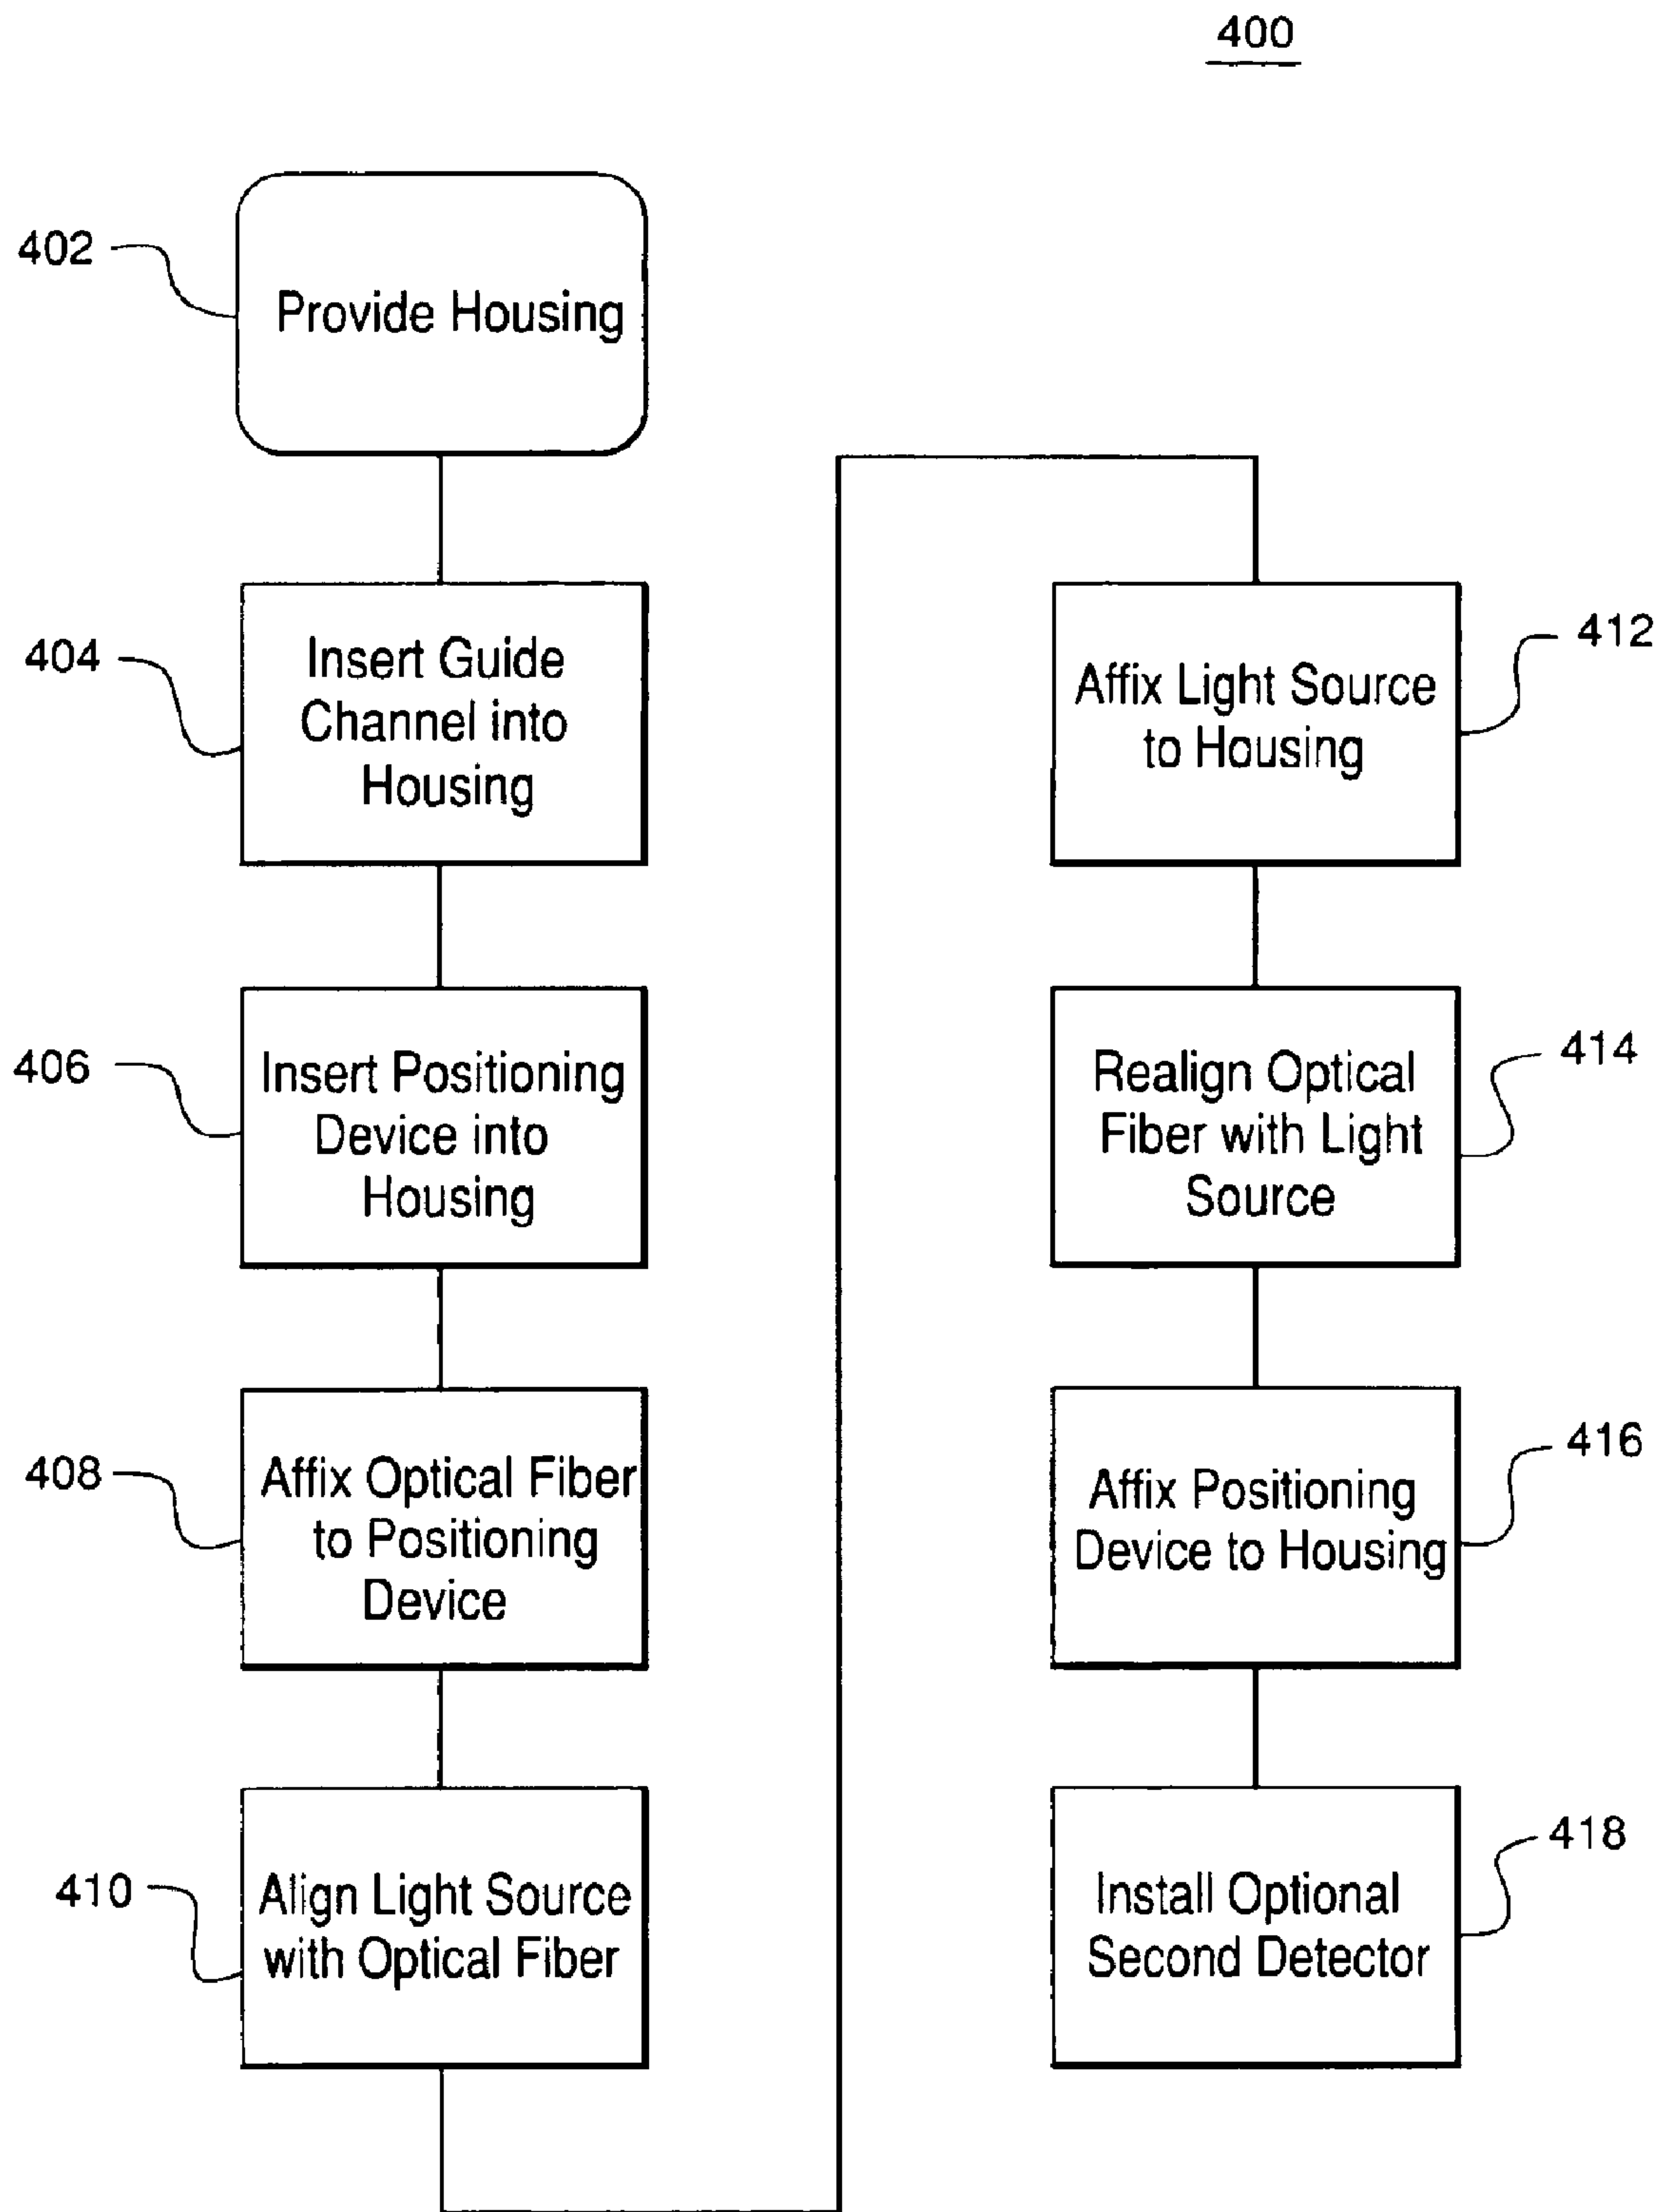 400
402
Provide Housing
404
Insert Guide
Channel into
Housing
406
Insert Positioning
Device into
Housing
408
Affix Optical Fiber
to Positioning
Device
410
Align Light Source
with Optical Fiber
412
Affix Light Source
to Housing
414
Realign Optical
Fiber with Light
Source
416
Affix Positioning
Device to Housing
418
Install Optional
Second Detector